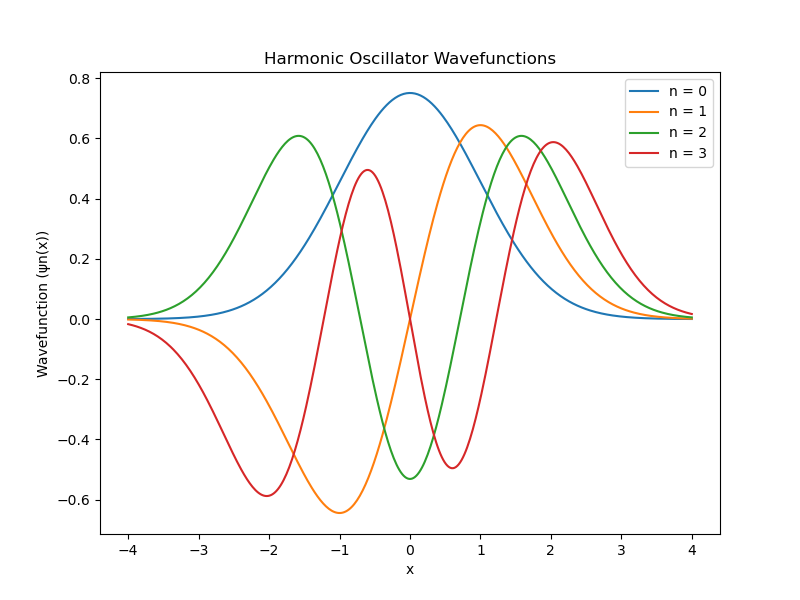 Harmonic Oscillator Wavefunctions
n = 0
n = 1
n = 2
n = 3
0.8
0.6
0.4
0.2
0.0
−0.2
−0.4
−0.6
Wavefunction (ψn(x))
−4
−3
−2
−1
0
1
2
3
4
x